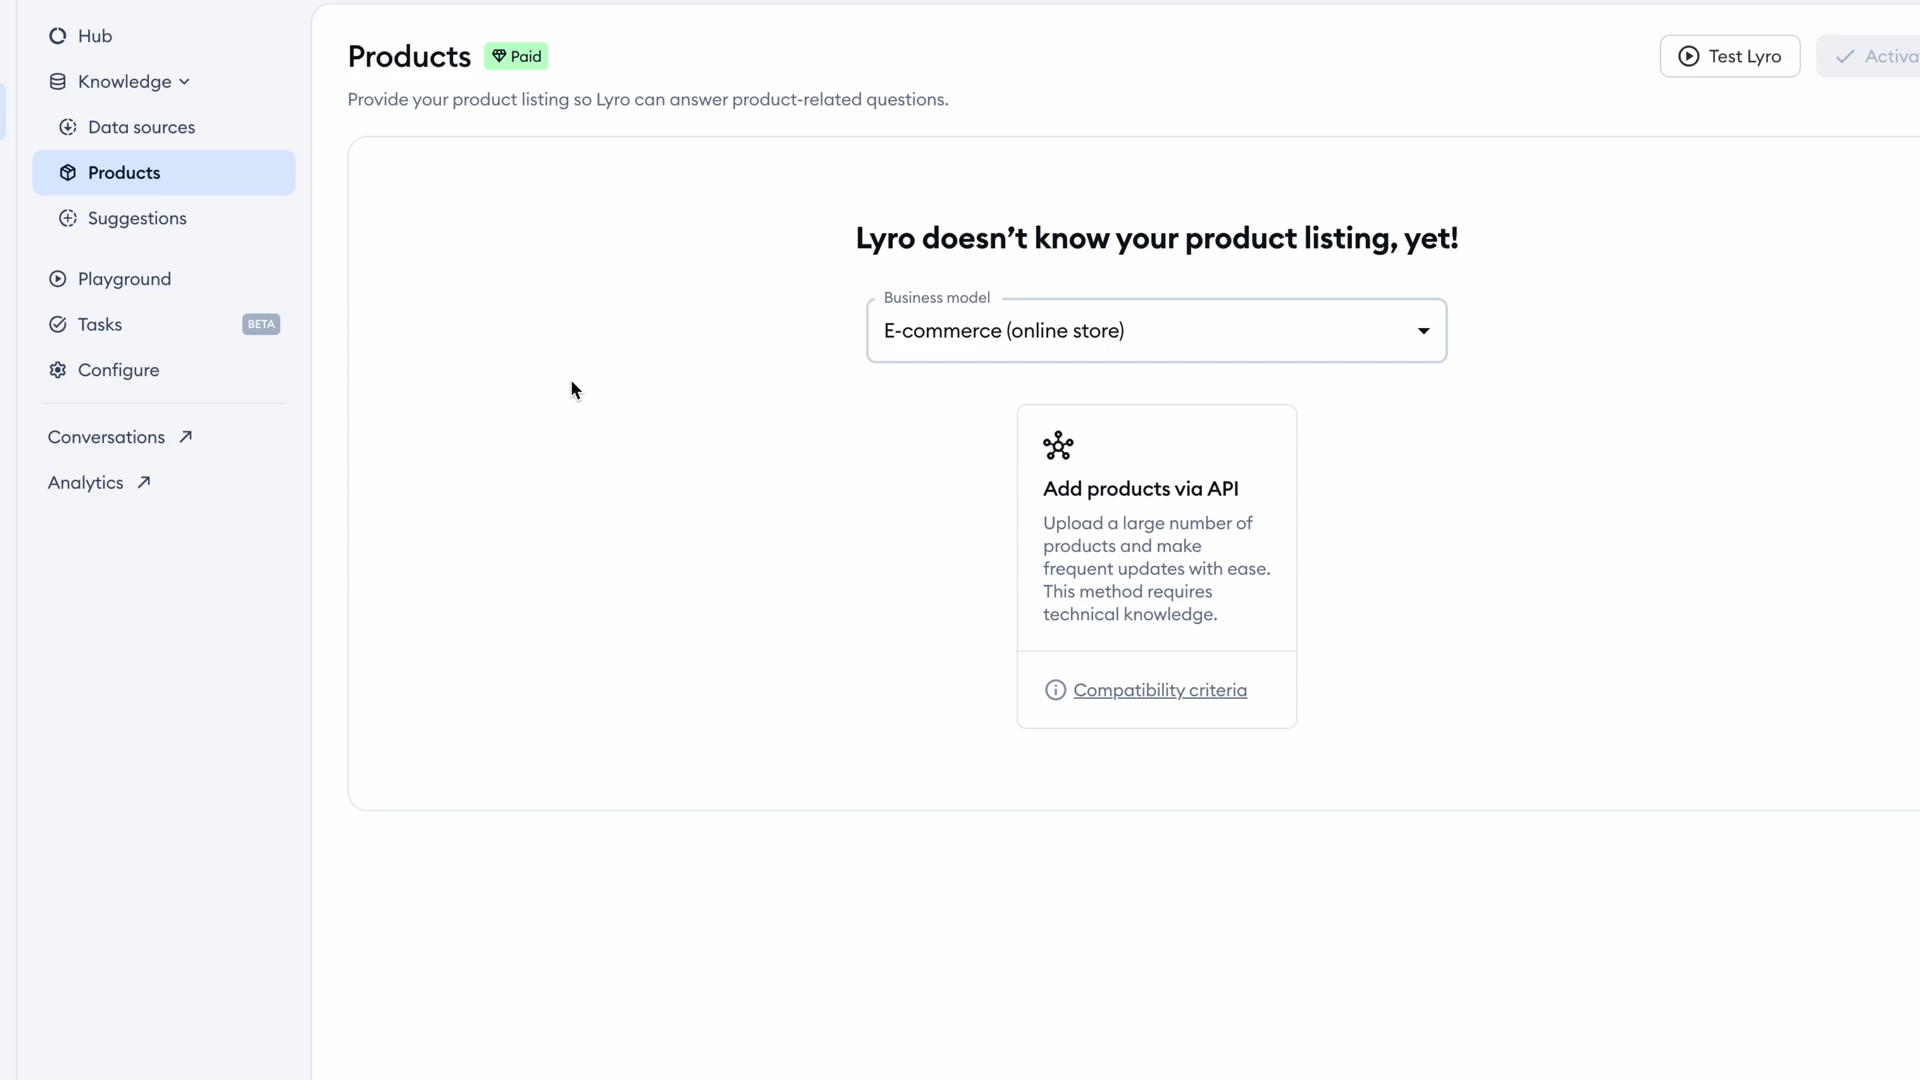 Hub
Knowledge
Data sources
Products
Suggestions
Playground
Tasks
BETA
Configure
Conversations
Analytics
Products
Paid
Test Lyro
Provide your product listing so Lyro can answer product-related questions.
Lyro doesn’t know your product listing, yet!
Business model
E-commerce (online store)
Add products via API
Upload a large number of
products and make
frequent updates with ease.
This method requires
technical knowledge.
Compatibility criteria